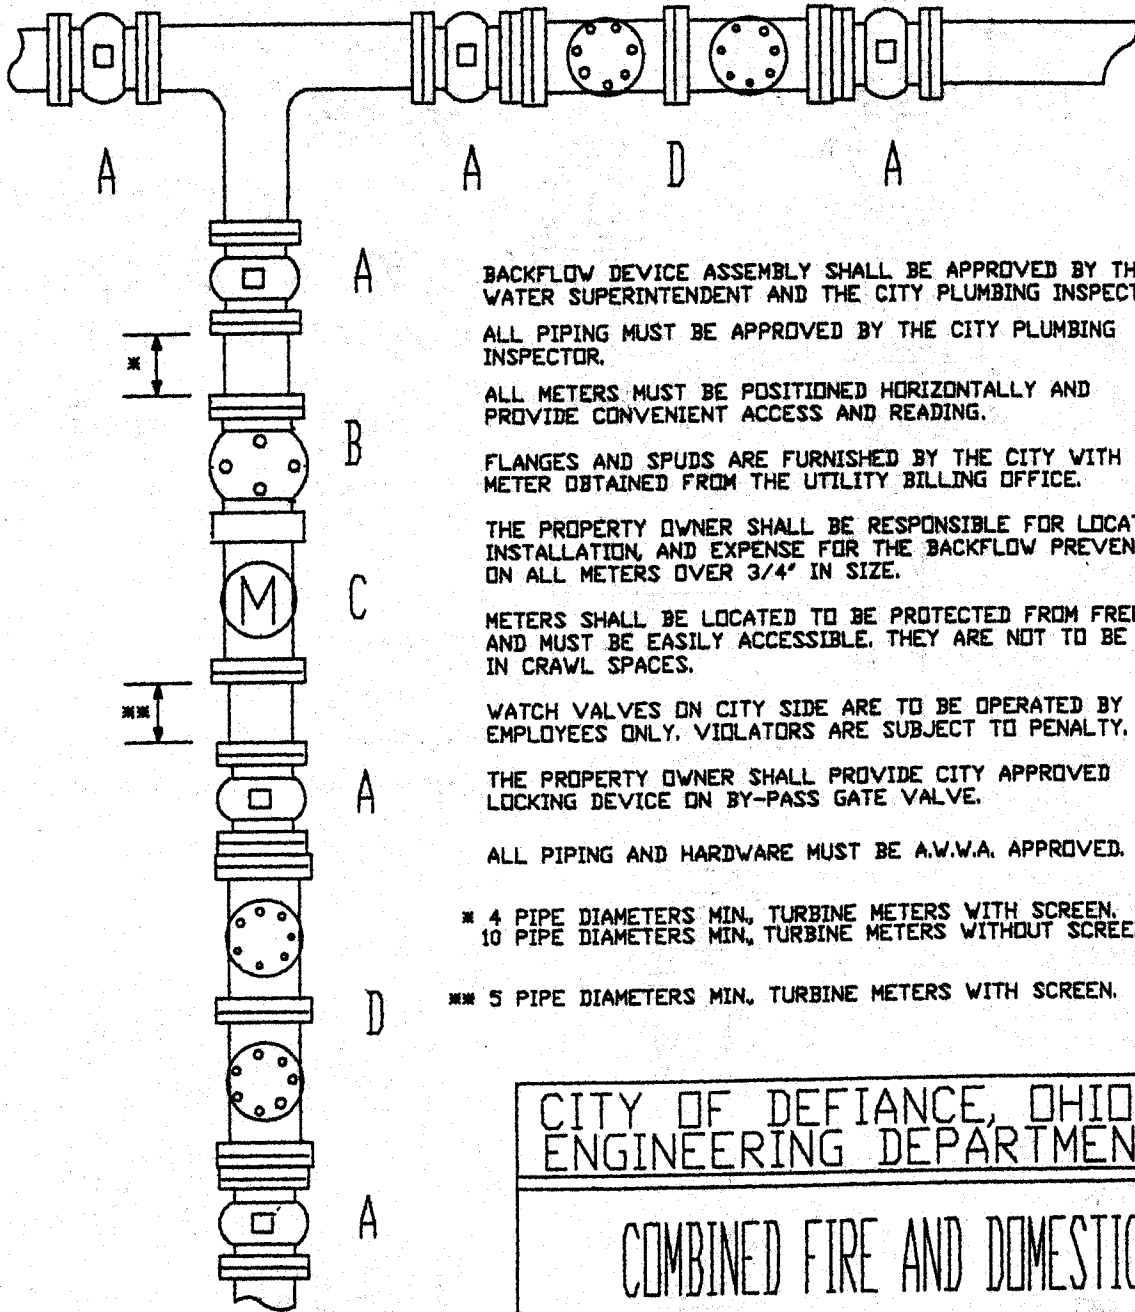 A
A
D
A
A
*
B
M
C
**
A
D
A
BACKFLOW DEVICE ASSEMBLY SHALL BE APPROVED BY TH
WATER SUPERINTENDENT AND THE CITY PLUMBING INSPECT
ALL PIPING MUST BE APPROVED BY THE CITY PLUMBING
INSPECTOR.
ALL METERS MUST BE POSITIONED HORIZONTALLY AND
PROVIDE CONVENIENT ACCESS AND READING.
FLANGES AND SPUDS ARE FURNISHED BY THE CITY WITH
METER OBTAINED FROM THE UTILITY BILLING OFFICE.
THE PROPERTY OWNER SHALL BE RESPONSIBLE FOR LOCAT
INSTALLATION, AND EXPENSE FOR THE BACKFLOW PREVEN
ON ALL METERS OVER 3/4" IN SIZE.
METERS SHALL BE LOCATED TO BE PROTECTED FROM FREE
AND MUST BE EASILY ACCESSIBLE. THEY ARE NOT TO BE
IN CRAWL SPACES.
WATCH VALVES ON CITY SIDE ARE TO BE OPERATED BY
EMPLOYEES ONLY. VIOLATORS ARE SUBJECT TO PENALTY.
THE PROPERTY OWNER SHALL PROVIDE CITY APPROVED
LOCKING DEVICE ON BY-PASS GATE VALVE.
ALL PIPING AND HARDWARE MUST BE A.W.W.A. APPROVED.
* 4 PIPE DIAMETERS MIN., TURBINE METERS WITH SCREEN.
10 PIPE DIAMETERS MIN., TURBINE METERS WITHOUT SCREE
** 5 PIPE DIAMETERS MIN., TURBINE METERS WITH SCREEN.
CITY OF DEFIANCE, OHIO
ENGINEERING DEPARTMEN
COMBINED FIRE AND DOMESTIC